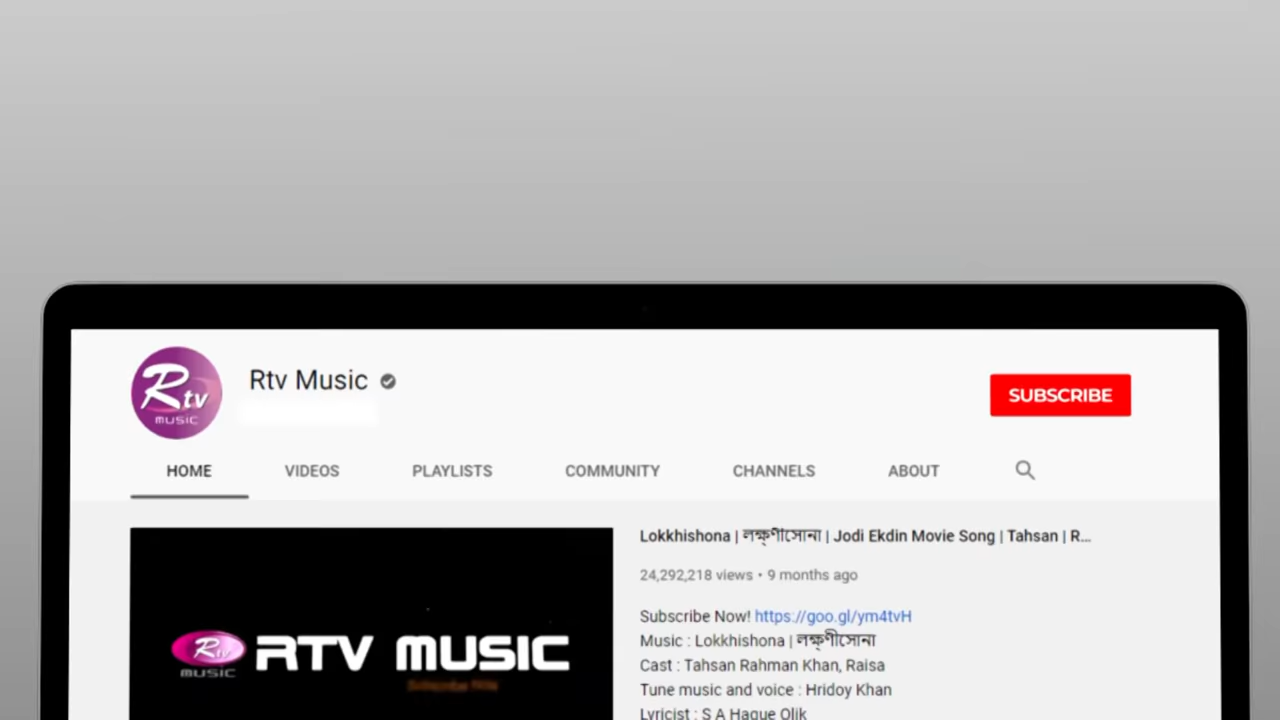 Rtv
MUSIC
Rtv Music
SUBSCRIBE
HOME VIDEOS PLAYLISTS COMMUNITY CHANNELS ABOUT
Rtv
MUSIC
RTV MUSIC
Subscribe Now
Lokkhishona | লক্ষ্ণীসোনা | Jodi Ekdin Movie Song | Tahsan | R...
24,292,218 views • 9 months ago
Subscribe Now! https://goo.gl/ym4tvH
Music : Lokkhishona | লক্ষ্ণীসোনা
Cast : Tahsan Rahman Khan, Raisa
Tune music and voice : Hridoy Khan
Lyricist : S A Haque Olik